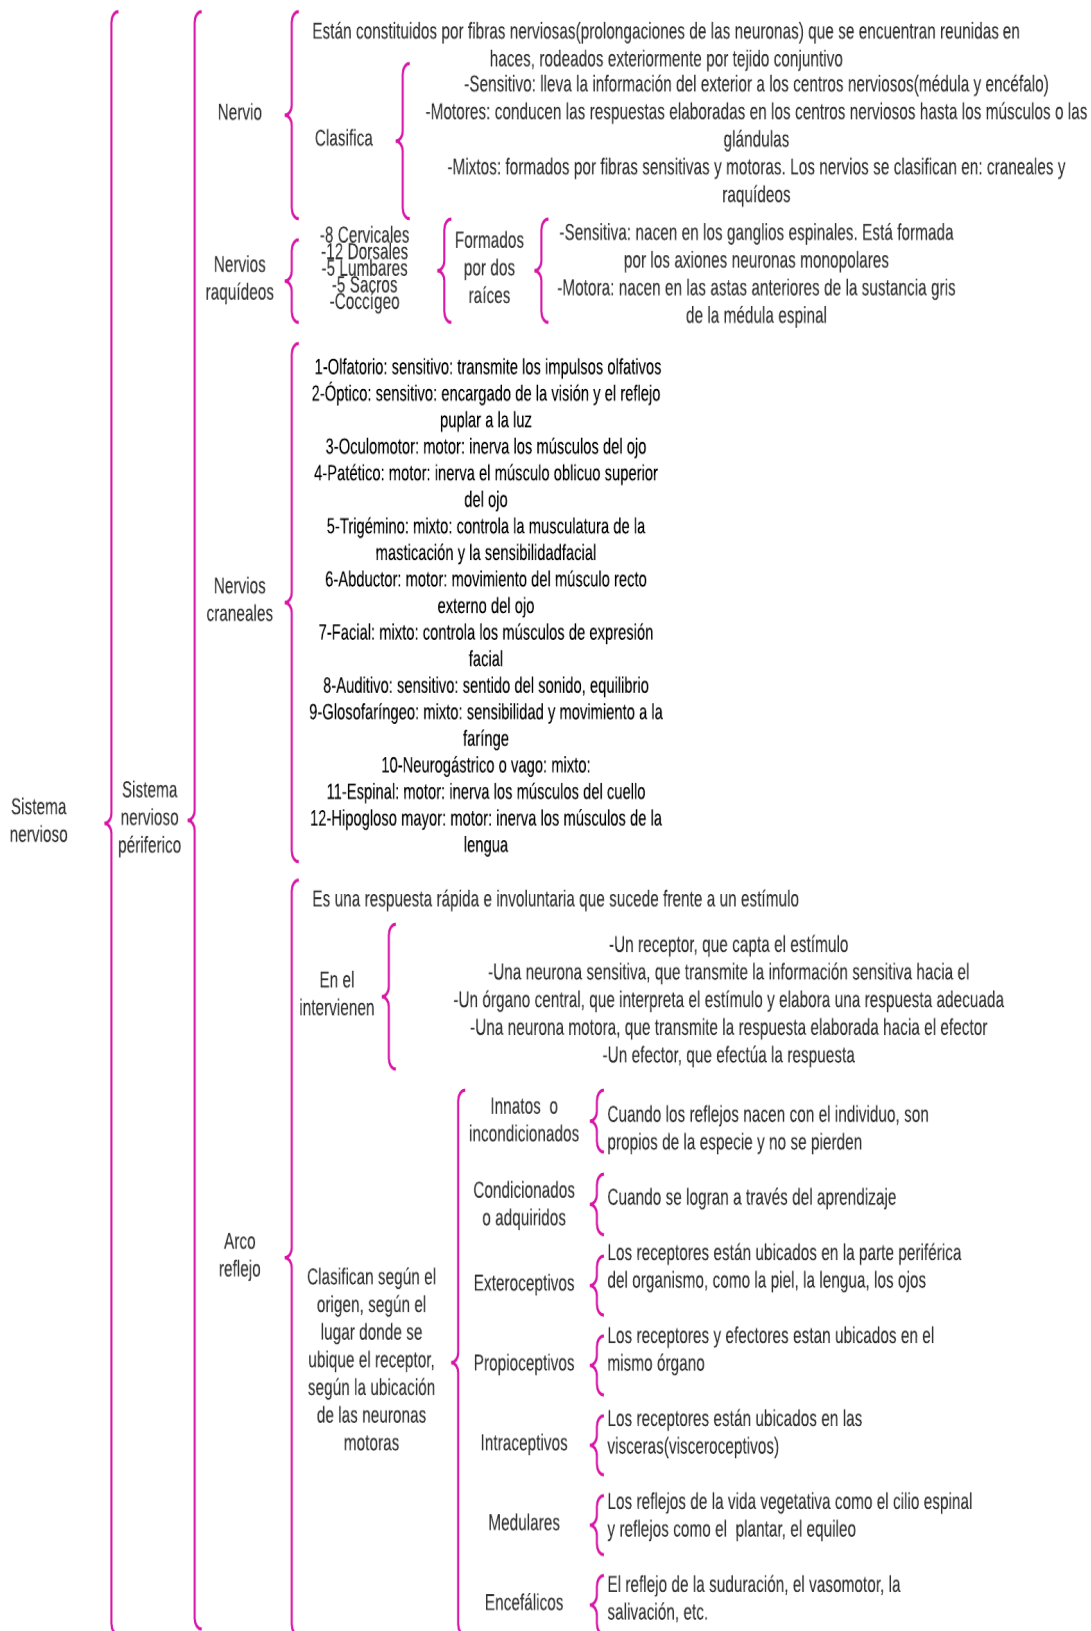 Sistema
nervioso
Sistema
nervioso
périferico
Nervio
Están constituidos por fibras nerviosas(prolongaciones de las neuronas) que se encuentran reunidas en
haces, rodeados exteriormente por tejido conjuntivo
Clasifica
-Sensitivo: lleva la información del exterior a los centros nerviosos(médula y encéfalo)
-Motores: conducen las respuestas elaboradas en los centros nerviosos hasta los músculos o las
glándulas
-Mixtos: formados por fibras sensitivas y motoras. Los nervios se clasifican en: craneales y
raquídeos
Nervios
raquídeos
-8 Cervicales
-12 Dorsales
-5 Lumbares
-5 Sacros
-Coccígeo
Formados
por dos
raíces
-Sensitiva: nacen en los ganglios espinales. Está formada
por los axiones neuronas monopolares
-Motora: nacen en las astas anteriores de la sustancia gris
de la médula espinal
Nervios
craneales
1-Olfatorio: sensitivo: transmite los impulsos olfativos
2-Óptico: sensitivo: encargado de la visión y el reflejo
puplar a la luz
3-Oculomotor: motor: inerva los músculos del ojo
4-Patético: motor: inerva el músculo oblicuo superior
del ojo
5-Trigémino: mixto: controla la musculatura de la
masticación y la sensibilidadfacial
6-Abductor: motor: movimiento del músculo recto
externo del ojo
7-Facial: mixto: controla los músculos de expresión
facial
8-Auditivo: sensitivo: sentido del sonido, equilibrio
9-Glosofaríngeo: mixto: sensibilidad y movimiento a la
farínge
10-Neurogástrico o vago: mixto:
11-Espinal: motor: inerva los músculos del cuello
12-Hipogloso mayor: motor: inerva los músculos de la
lengua
Arco
reflejo
Es una respuesta rápida e involuntaria que sucede frente a un estímulo
En el
intervienen
-Un receptor, que capta el estímulo
-Una neurona sensitiva, que transmite la información sensitiva hacia el
-Un órgano central, que interpreta el estímulo y elabora una respuesta adecuada
-Una neurona motora, que transmite la respuesta elaborada hacia el efector
-Un efector, que efectúa la respuesta
Clasifican según el
origen, según el
lugar donde se
ubique el receptor,
según la ubicación
de las neuronas
motoras
Innatos o
incondicionados
Cuando los reflejos nacen con el individuo, son
propios de la especie y no se pierden
Condicionados
o adquiridos
Cuando se logran a través del aprendizaje
Exteroceptivos
Los receptores están ubicados en la parte periférica
del organismo, como la piel, la lengua, los ojos
Propioceptivos
Los receptores y efectores estan ubicados en el
mismo órgano
Intraceptivos
Los receptores están ubicados en las
visceras(visceroceptivos)
Medulares
Los reflejos de la vida vegetativa como el cilio espinal
y reflejos como el plantar, el equileo
Encefálicos
El reflejo de la suduración, el vasomotor, la
salivación, etc.